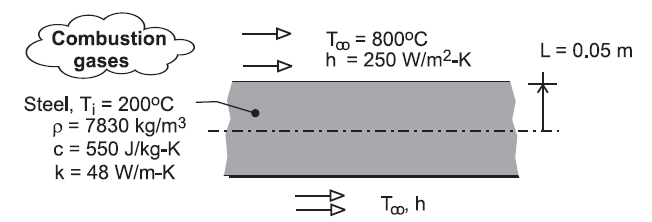 Combustion
gases
T∞ = 800ºC
h = 250 W/m²-K
L = 0.05 m
Steel, Tᵢ = 200ºC
ρ = 7830 kg/m³
c = 550 J/kg-K
k = 48 W/m-K
T∞, h